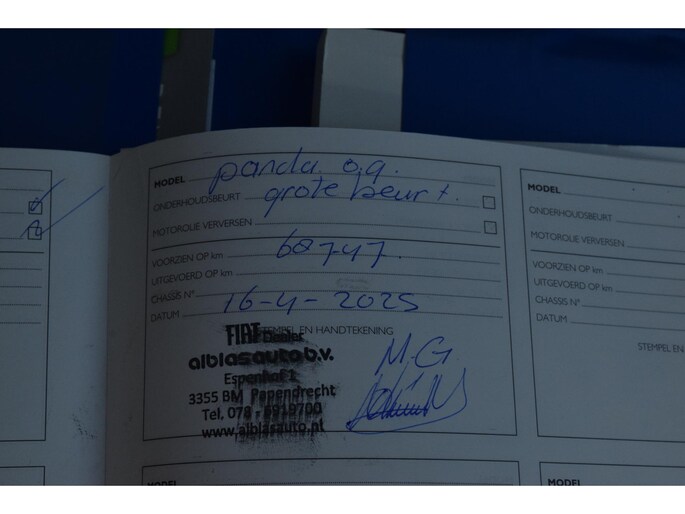 MODEL panda 0.9.
ONDERHOUDSBEURT grote beurt.
MOTOROLIE VERVERSEN
VOORZIEN OP km 68747.
UITGEVOERD OP km
CHASSIS N°
DATUM 16-4-2025
STEMPEL EN HANDTEKENING
FIAT Dealer
alblasauto b.v.
Espenhof 1
3355 BM Papendrecht
Tel. 078 - 6919700
www.alblasauto.nl
M.G
MODEL
ONDERHOUDSBEURT
MOTOROLIE VERVERSEN
VOORZIEN OP km
UITGEVOERD OP km
CHASSIS N°
DATUM
STEMPEL EN
MODEL
MODEL